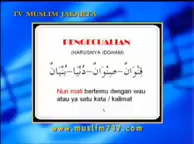 TV MUSLIM JAKARTA
PENGECUALIAN
(HARUSNYA IDGHAM)
قِنْوَانٌ - صِنْوَانٌ - دُنْيَا - بُنْيَانٌ
Nun mati bertemu dengan wau
atau ya satu kata / kalimat
www.muslim737.com